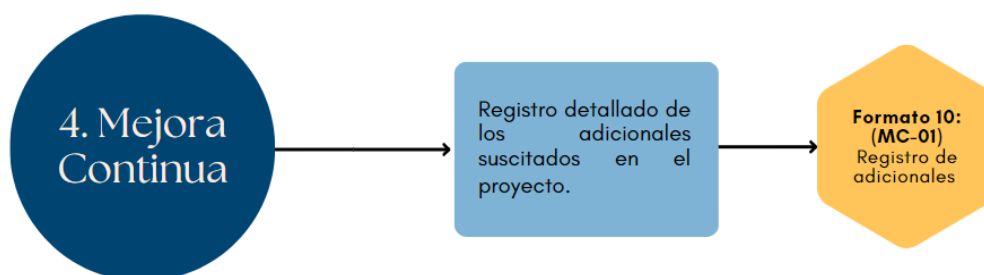 4. Mejora
Continua
Registro detallado de
los adicionales
suscitados en el
proyecto.
Formato 10:
(MC-01)
Registro de
adicionales